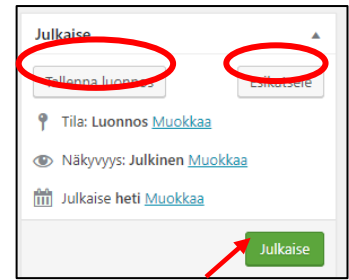 Julkaise
Tallenna luonnos Esikatsele
Tila: Luonnos Muokkaa
Näkyvyys: Julkinen Muokkaa
Julkaise heti Muokkaa
Julkaise